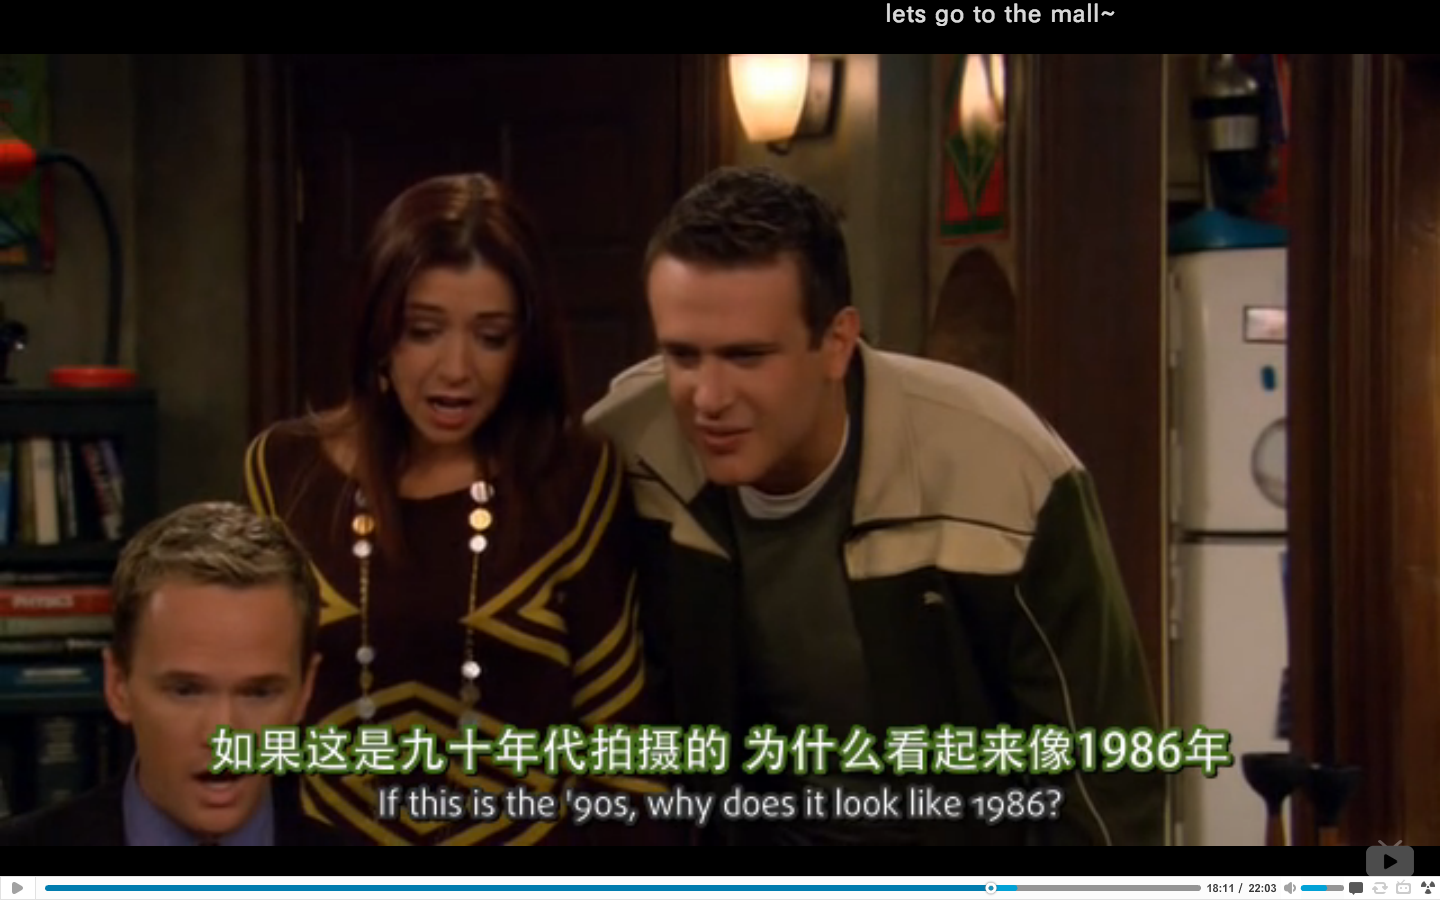 lets go to the mall~
PHYSICS
如果这是九十年代拍摄的 为什么看起来像1986年
If this is the '90s, why does it look like 1986?
18:11 / 22:03